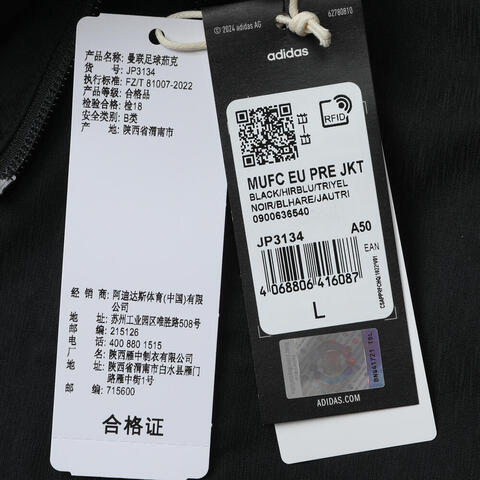 产品名称: 曼联足球茄克
货 号: JP3134
执行标准: FZ/T 81007-2022
产品等级: 合格品
检验合格: 检18
安全类别: B类
产 地: 陕西省渭南市
经 销 商: 阿迪达斯体育(中国)有限
公司
地 址: 苏州工业园区唯胜路508号
邮 编: 215126
电 话: 400 880 1515
制 造 商: 陕西雁中制衣有限公司
地 址: 陕西省渭南市白水县雁门
路雁中街1号
邮 编: 715600
合格证
© 2024 adidas AG
62780810
adidas
RFID
MUFC EU PRE JKT
BLACK/HIRBLU/TRIYEL
NOIR/BLHARE/JAUTRI
0900636540
JP3134
A50
EAN
4 068806 416087
L
ADIDAS.COM